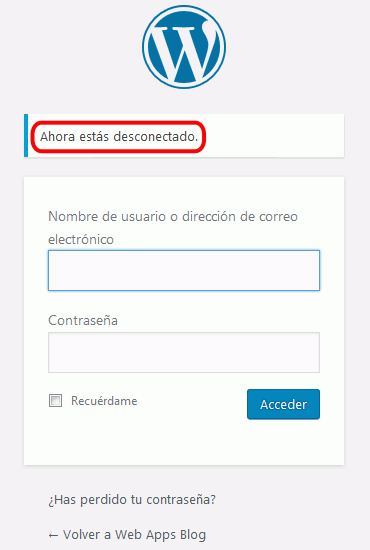 Ahora estás desconectado.
Nombre de usuario o dirección de correo
electrónico
Contraseña
Recuérdame
Acceder
¿Has perdido tu contraseña?
← Volver a Web Apps Blog